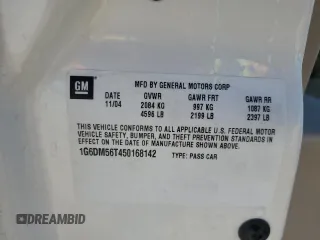 GM
MFD BY GENERAL MOTORS CORP
DATE GVWR GAWR FRT GAWR RR
11/04 2084 KG 997 KG 1087 KG
4596 LB 2199 LB 2397 LB
THIS VEHICLE CONFORMS TO ALL APPLICABLE U.S. FEDERAL MOTOR
VEHICLE SAFETY, BUMPER, AND THEFT PREVENTION STANDARDS
IN EFFECT ON THE DATE OF MANUFACTURE SHOWN ABOVE.
1G6DM56T450168142 TYPE: PASS CAR
DREAMBID